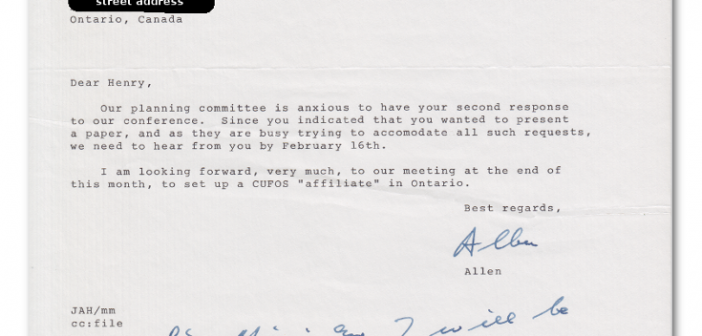 street address
Ontario, Canada
Dear Henry,
Our planning committee is anxious to have your second response
to our conference. Since you indicated that you wanted to present
a paper, and as they are busy trying to accomodate all such requests,
we need to hear from you by February 16th.
I am looking forward, very much, to our meeting at the end of
this month, to set up a CUFOS "affiliate" in Ontario.
Best regards,
Allen
Allen
JAH/mm
cc:file
I will be